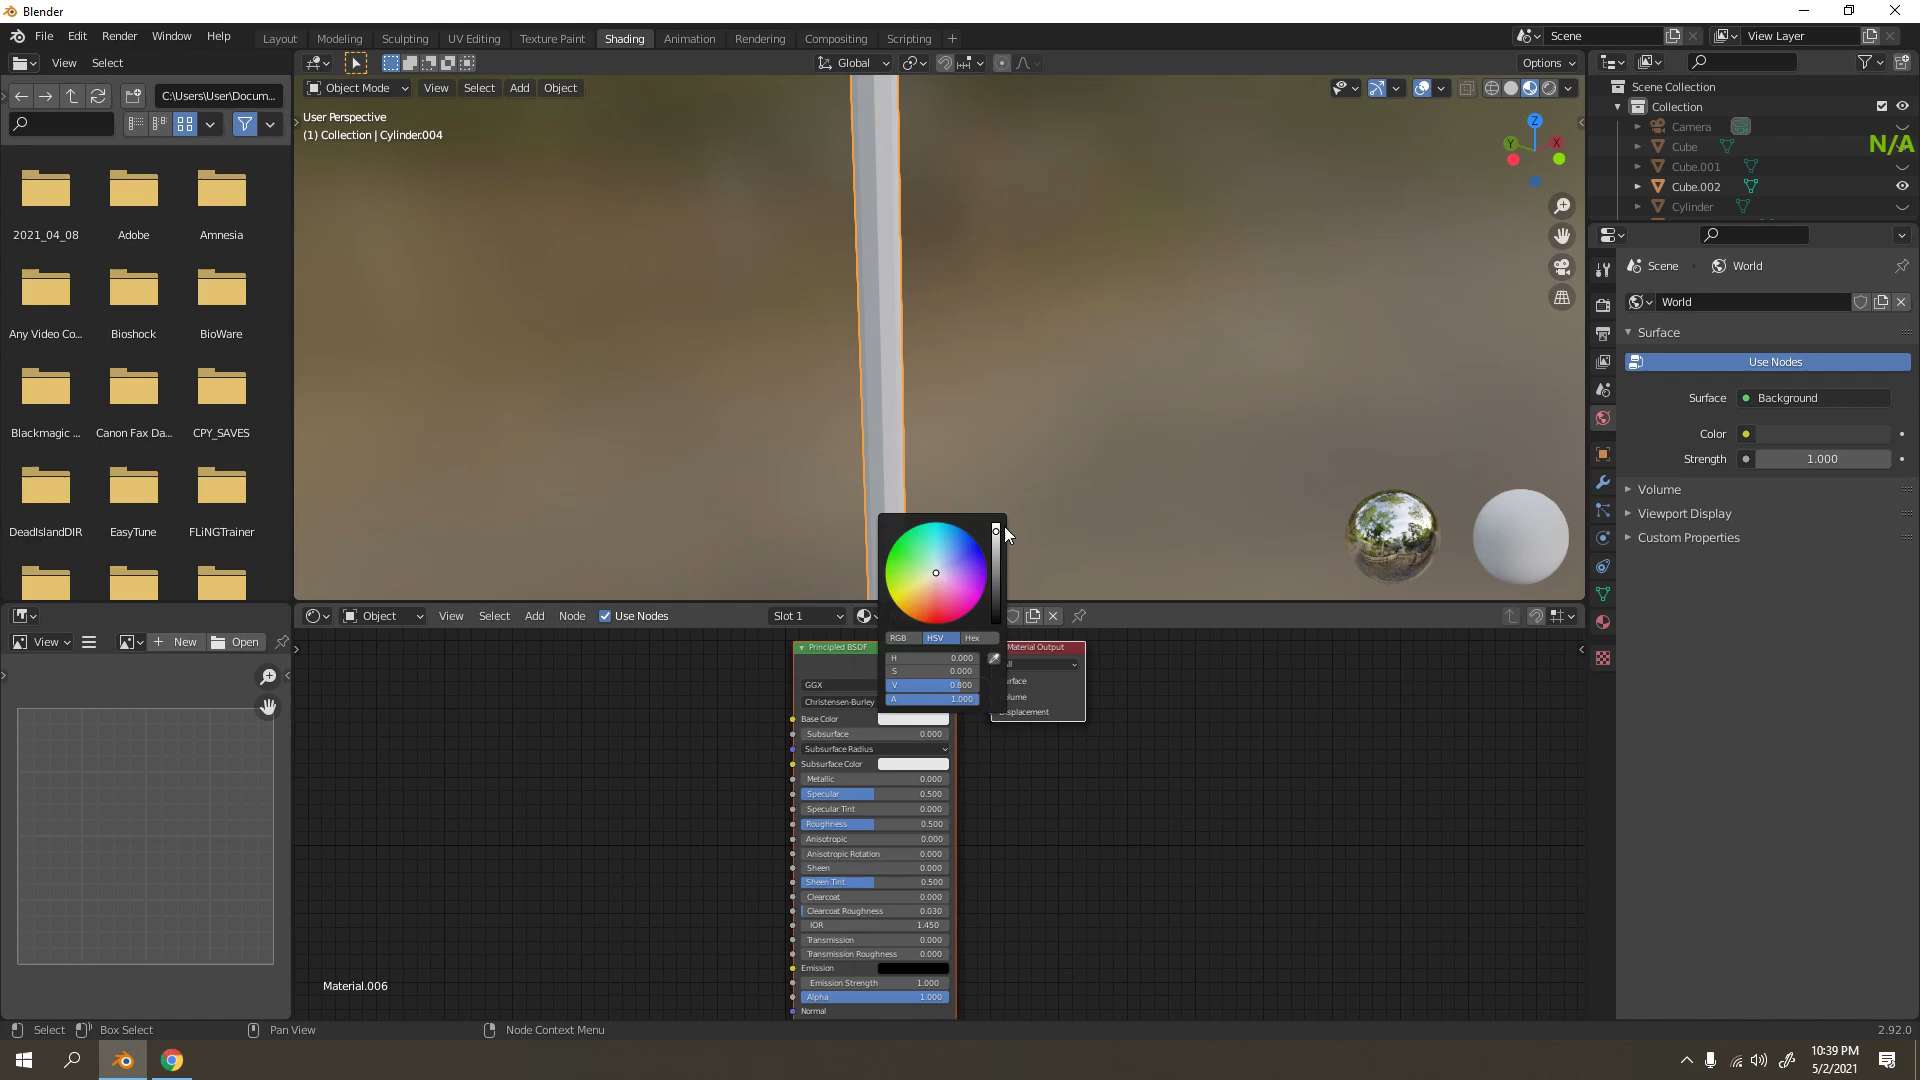 Blender
File Edit Render Window Help
Layout Modeling Sculpting UV Editing Texture Paint Shading Animation Rendering Compositing Scripting
Scene View Layer
View Select
Global Options
C:\Users\User\Docum...
Object Mode View Select Add Object
User Perspective
(1) Collection | Cylinder.004
Z
Y X
Scene Collection
Collection
Camera
Cube
N/A
Cube.001
Cube.002
Cylinder
2021_04_08 Adobe Amnesia
Any Video Co... Bioshock BioWare
Blackmagic ... Canon Fax Da... CPY_SAVES
DeadIslandDIR EasyTune FLiNGTrainer
Scene World
World
Surface
Use Nodes
Surface Background
Color
Strength 1.000
Volume
Viewport Display
Custom Properties
RGB HSV Hex
H 0.000
S 0.000
V 0.800
A 1.000
View New Open
Object View Select Add Node Use Nodes Slot 1
Principled BSDF
GGX
Christensen-Burley
Base Color
Subsurface 0.000
Subsurface Radius
Subsurface Color
Metallic 0.000
Specular 0.500
Specular Tint 0.000
Roughness 0.500
Anisotropic 0.000
Anisotropic Rotation 0.000
Sheen 0.000
Sheen Tint 0.500
Clearcoat 0.000
Clearcoat Roughness 0.030
IOR 1.450
Transmission 0.000
Transmission Roughness 0.000
Emission
Emission Strength 1.000
Alpha 1.000
Normal
Material Output
Material.006
Select Box Select Pan View Node Context Menu 2.92.0
10:39 PM
5/2/2021